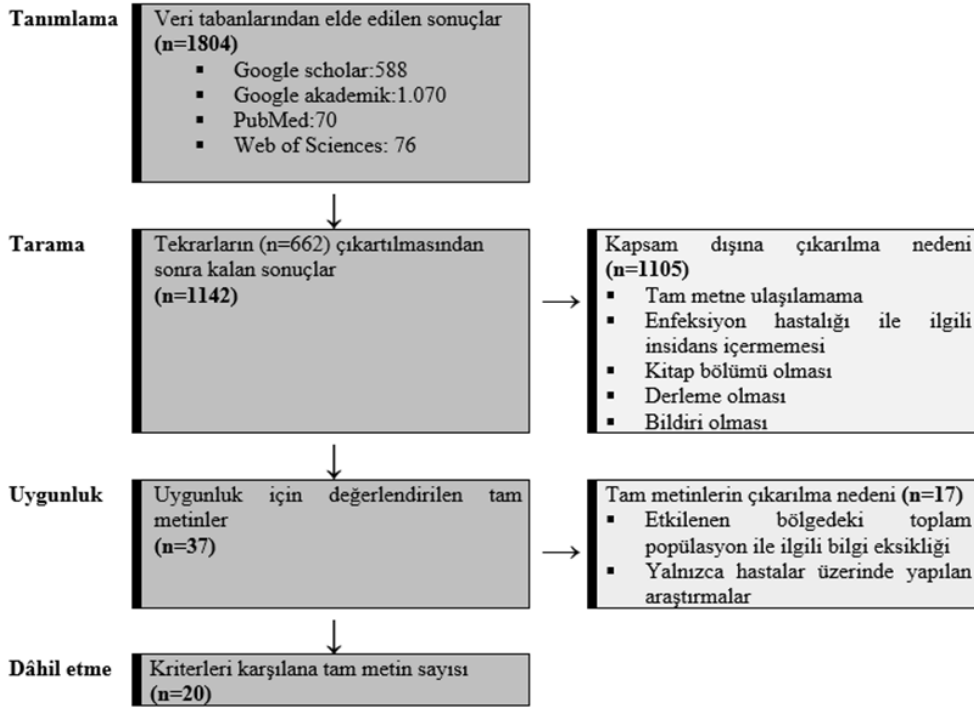 Tanımlama
Veri tabanlarından elde edilen sonuçlar
(n=1804)
▪ Google scholar:588
▪ Google akademik:1.070
▪ PubMed:70
▪ Web of Sciences: 76
Tarama
Tekrarların (n=662) çıkartılmasından
sonra kalan sonuçlar
(n=1142)
Kapsam dışına çıkarılma nedeni
(n=1105)
▪ Tam metne ulaşılamama
▪ Enfeksiyon hastalığı ile ilgili
insidans içermemesi
▪ Kitap bölümü olması
▪ Derleme olması
▪ Bildiri olması
Uygunluk
Uygunluk için değerlendirilen tam
metinler
(n=37)
Tam metinlerin çıkarılma nedeni (n=17)
▪ Etkilenen bölgedeki toplam
popülasyon ile ilgili bilgi eksikliği
▪ Yalnızca hastalar üzerinde yapılan
araştırmalar
Dâhil etme
Kriterleri karşılana tam metin sayısı
(n=20)